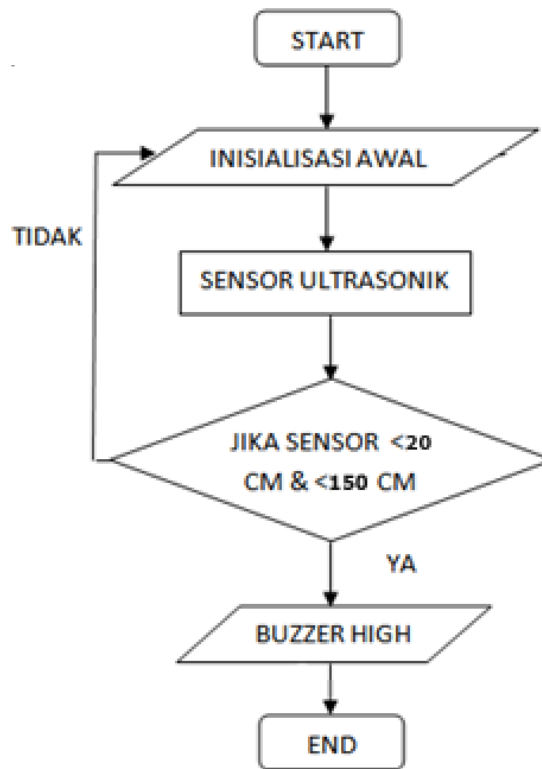 START
INISIALISASI AWAL
TIDAK
SENSOR ULTRASONIK
JIKA SENSOR <20
CM & <150 CM
YA
BUZZER HIGH
END